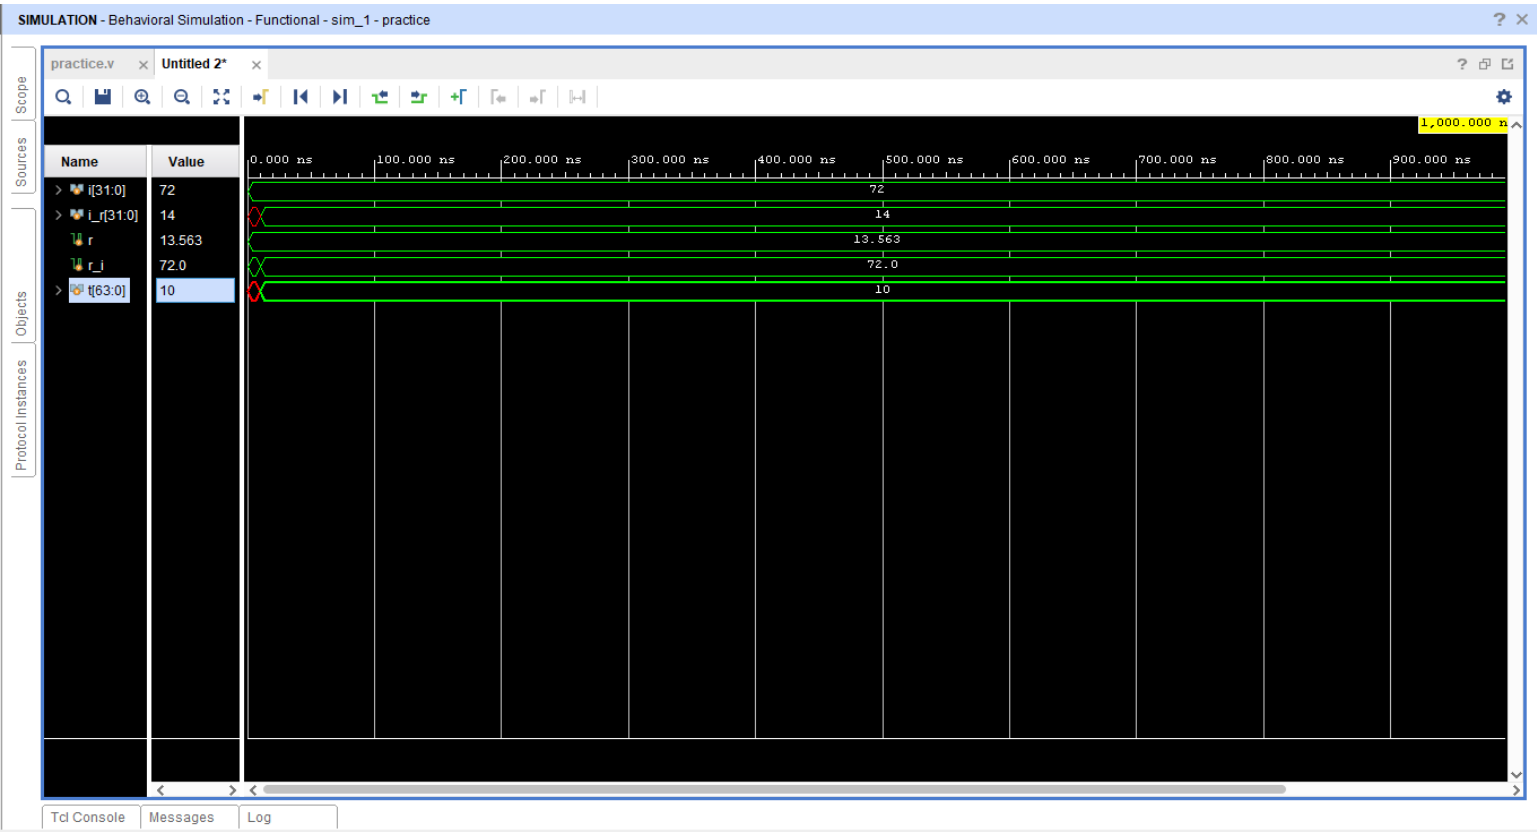 SIMULATION - Behavioral Simulation - Functional - sim_1 - practice
practice.v
Untitled 2*
Scope
Sources
Objects
Protocol Instances
1,000.000 n
Name Value
0.000 ns 100.000 ns 200.000 ns 300.000 ns 400.000 ns 500.000 ns 600.000 ns 700.000 ns 800.000 ns 900.000 ns
i[31:0] 72 72
i_r[31:0] 14 14
r 13.563 13.563
r_i 72.0 72.0
t[63:0] 10 10
Tcl Console Messages Log